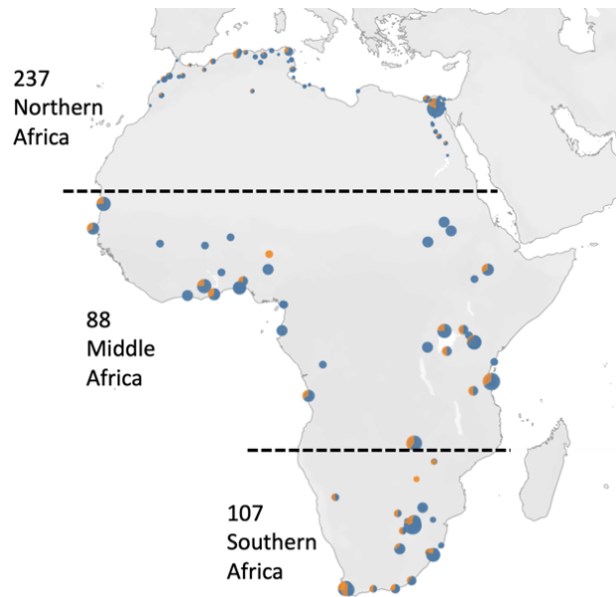 237
Northern
Africa
88
Middle
Africa
107
Southern
Africa